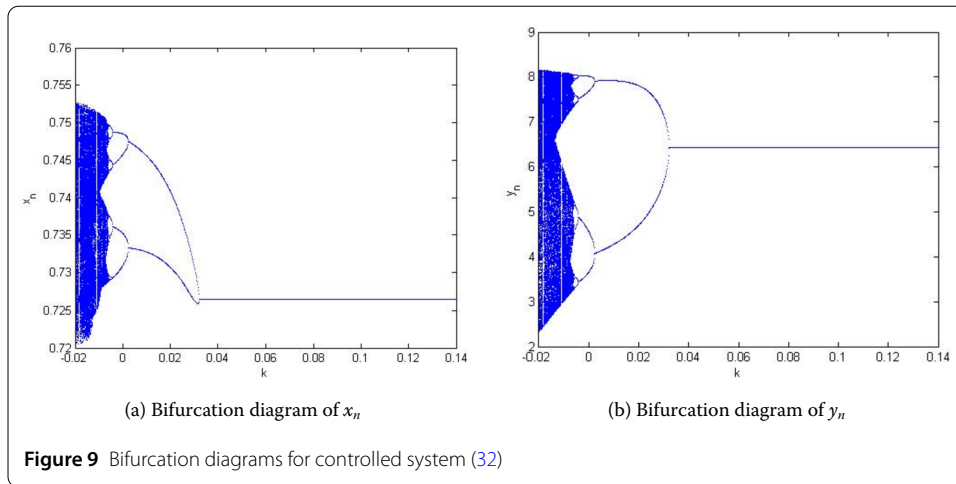 0.76
0.755
0.75
0.745
0.74
0.735
0.73
0.725
0.72
x_n
-0.02 0 0.02 0.04 0.06 0.08 0.1 0.12 0.14
k
(a) Bifurcation diagram of x_n
9
8
7
6
5
4
3
2
y_n
-0.02 0 0.02 0.04 0.06 0.08 0.1 0.12 0.14
k
(b) Bifurcation diagram of y_n
Figure 9 Bifurcation diagrams for controlled system (32)